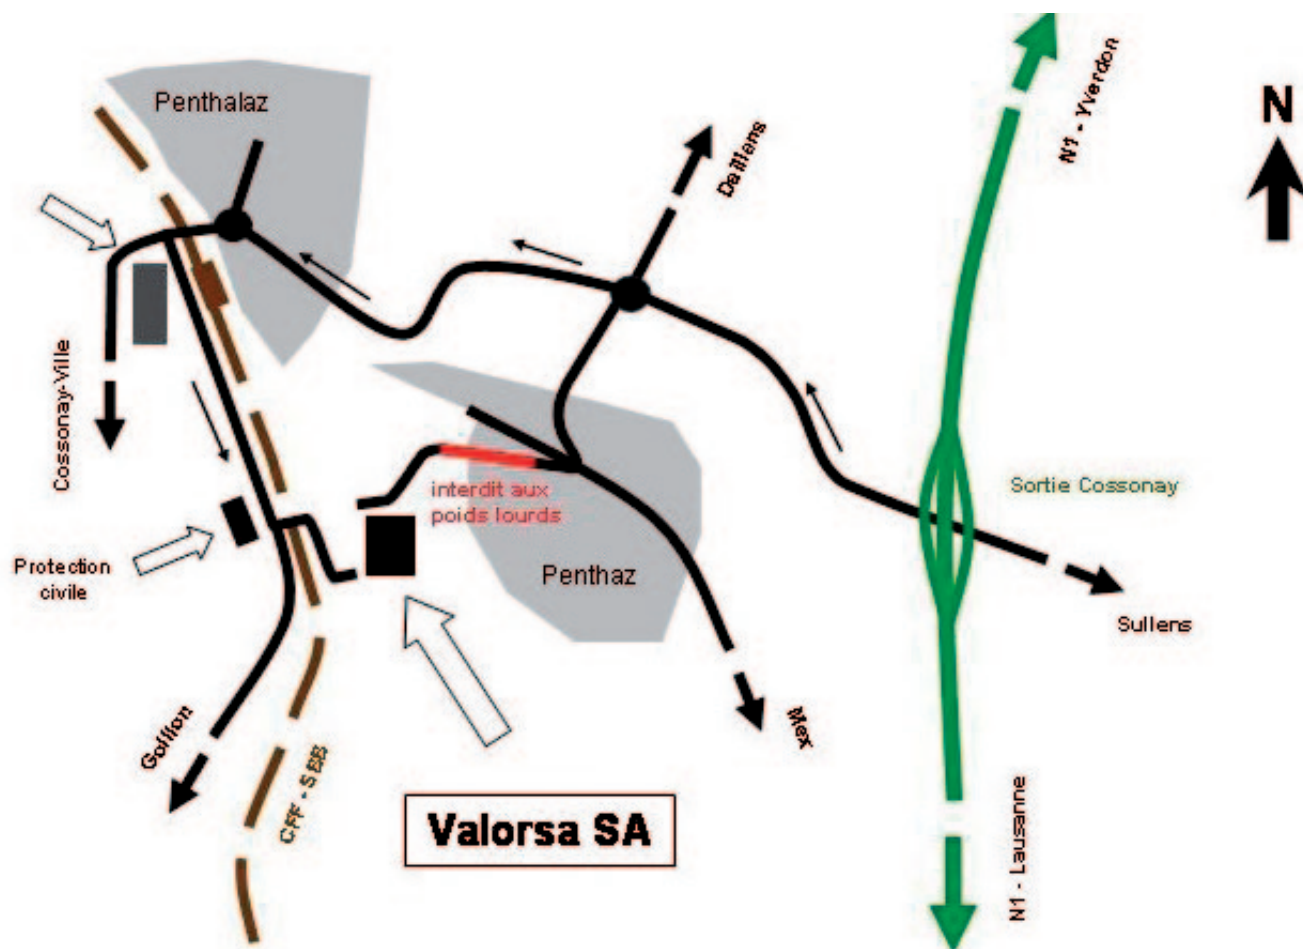 Penthalaz
N1 - Yverdon
N
Daillens
Cossonay-Ville
Sortie Cossonay
interdit aux
poids lourds
Protection
civile
Penthaz
Sullens
Gollion
Mex
CFF - SBB
Valorsa SA
N1 - Lausanne